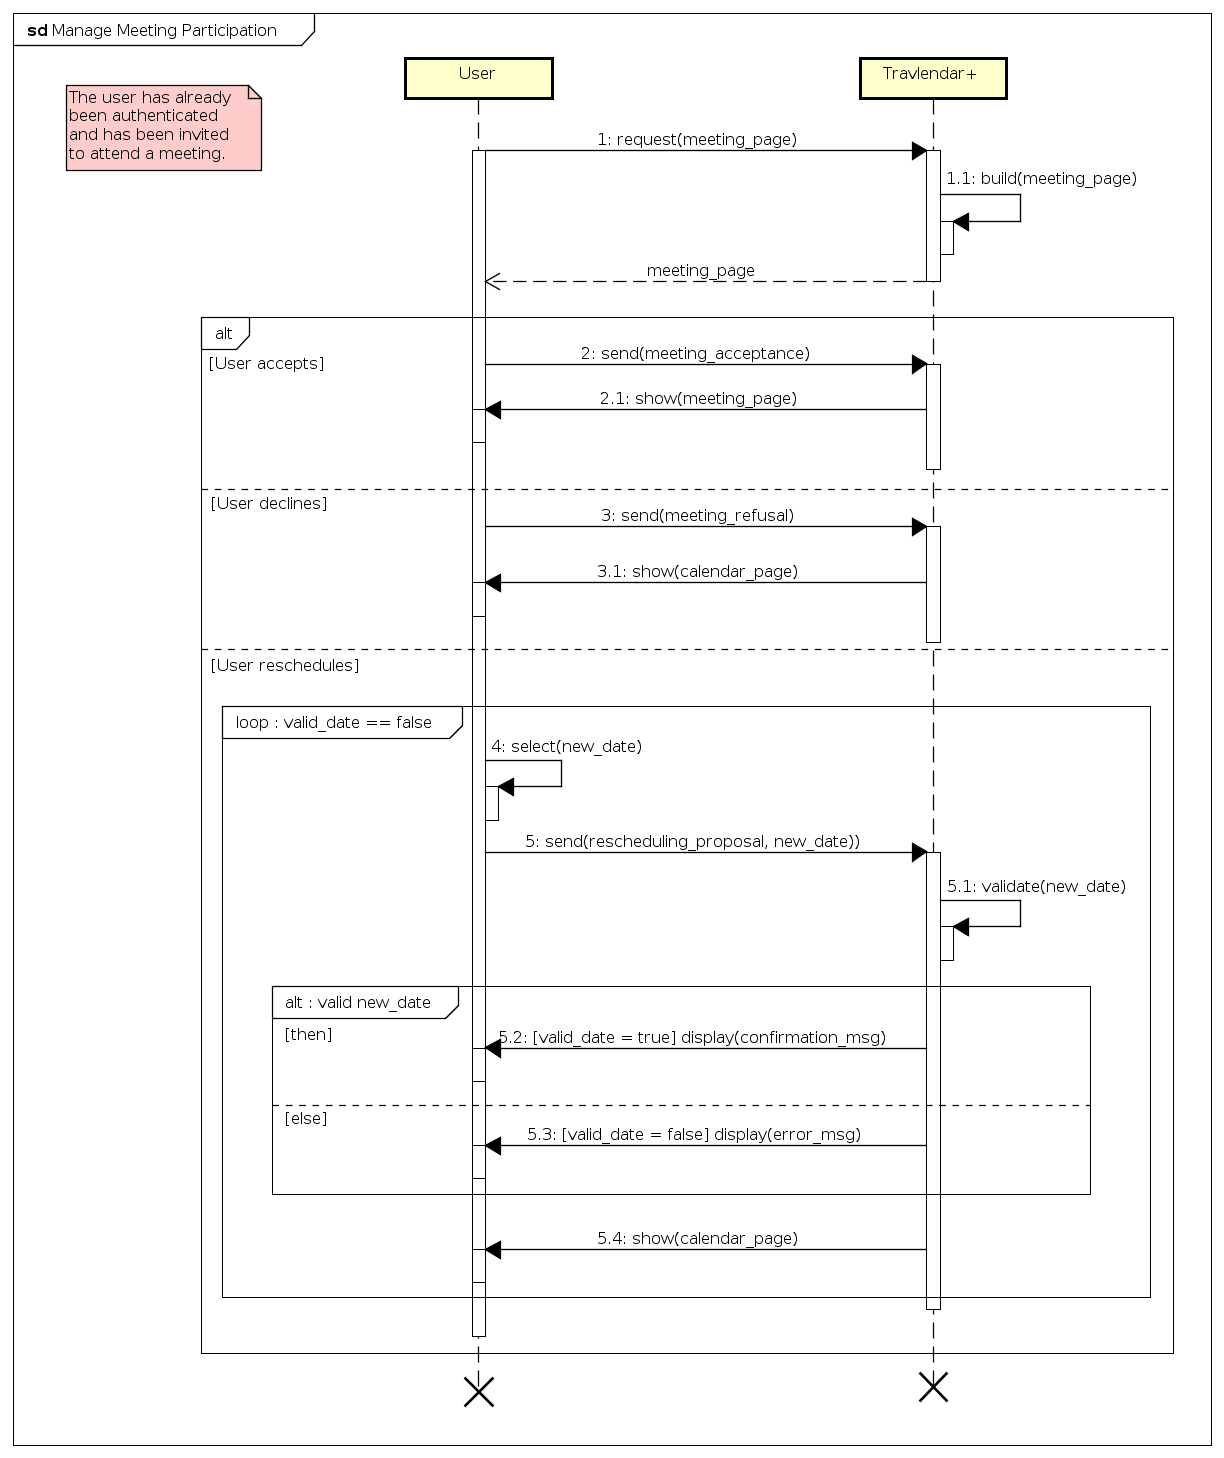 sd Manage Meeting Participation
User
Travlendar+
The user has already
been authenticated
and has been invited
to attend a meeting.
1: request(meeting_page)
1.1: build(meeting_page)
meeting_page
alt
[User accepts]
2: send(meeting_acceptance)
2.1: show(meeting_page)
[User declines]
3: send(meeting_refusal)
3.1: show(calendar_page)
[User reschedules]
loop : valid_date == false
4: select(new_date)
5: send(rescheduling_proposal, new_date))
5.1: validate(new_date)
alt : valid new_date
[then]
5.2: [valid_date = true] display(confirmation_msg)
[else]
5.3: [valid_date = false] display(error_msg)
5.4: show(calendar_page)